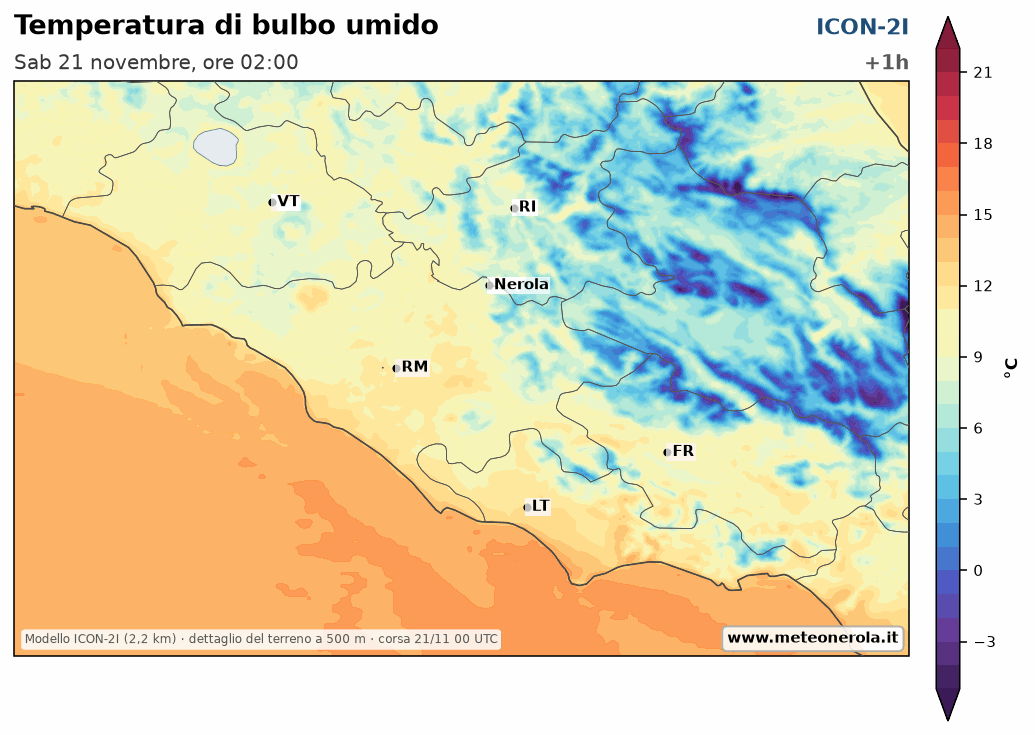 Temperatura di bulbo umido
ICON-2I
Sab 21 novembre, ore 02:00
+1h
VT
RI
Nerola
RM
FR
LT
21
18
15
12
9
6
3
0
−3
°C
Modello ICON-2I (2,2 km) · dettaglio del terreno a 500 m · corsa 21/11 00 UTC
www.meteonerola.it